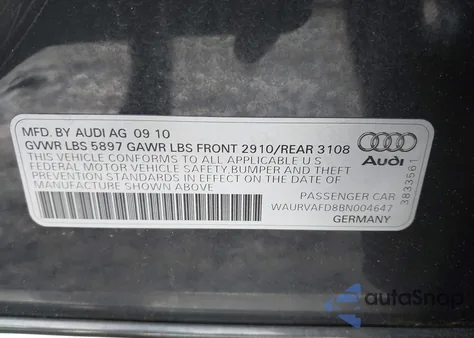 MFD. BY AUDI AG 09 10
GVWR LBS 5897 GAWR LBS FRONT 2910/REAR 3108
THIS VEHICLE CONFORMS TO ALL APPLICABLE U S
FEDERAL MOTOR VEHICLE SAFETY,BUMPER AND THEFT
PREVENTION STANDARDS IN EFFECT ON THE DATE OF
MANUFACTURE SHOWN ABOVE
Audi
PASSENGER CAR
WAURVAFD8BN004647
GERMANY
3833561
autoSnap